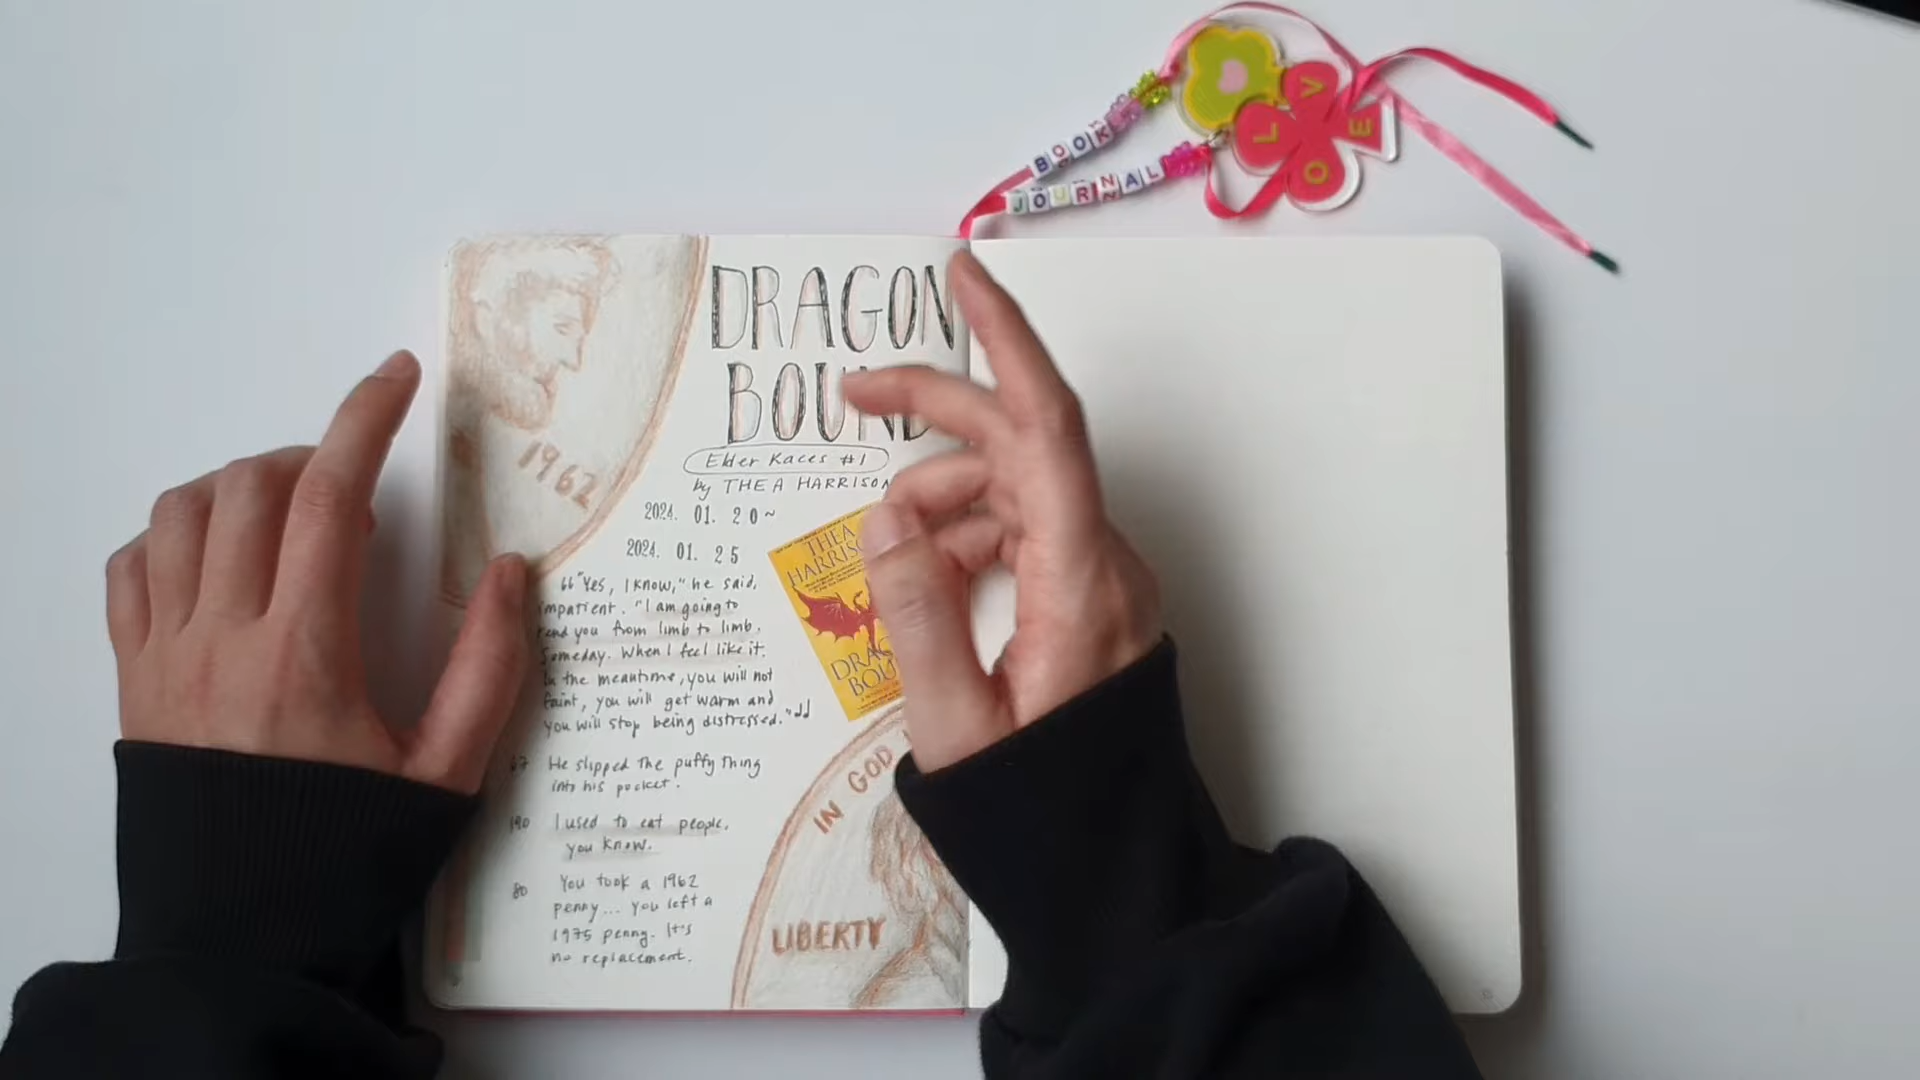 BOOK
JOURNAL
LOVE
DRAGON
BOUND
Elder Races #1
by THEA HARRISON
2024. 01. 20~
2024. 01. 25
1962
THEA
HARRISO
DRAG
BOU
"Yes, I know," he said,
impatient. "I am going to
rend you from limb to limb.
Someday. When I feel like it.
In the meantime, you will not
faint, you will get warm and
you will stop being distressed."
67 He slipped the puffy thing
into his pocket.
190 I used to eat people,
you know.
80 You took a 1962
penny... you left a
1975 penny. It's
no replacement.
IN GOD
LIBERTY